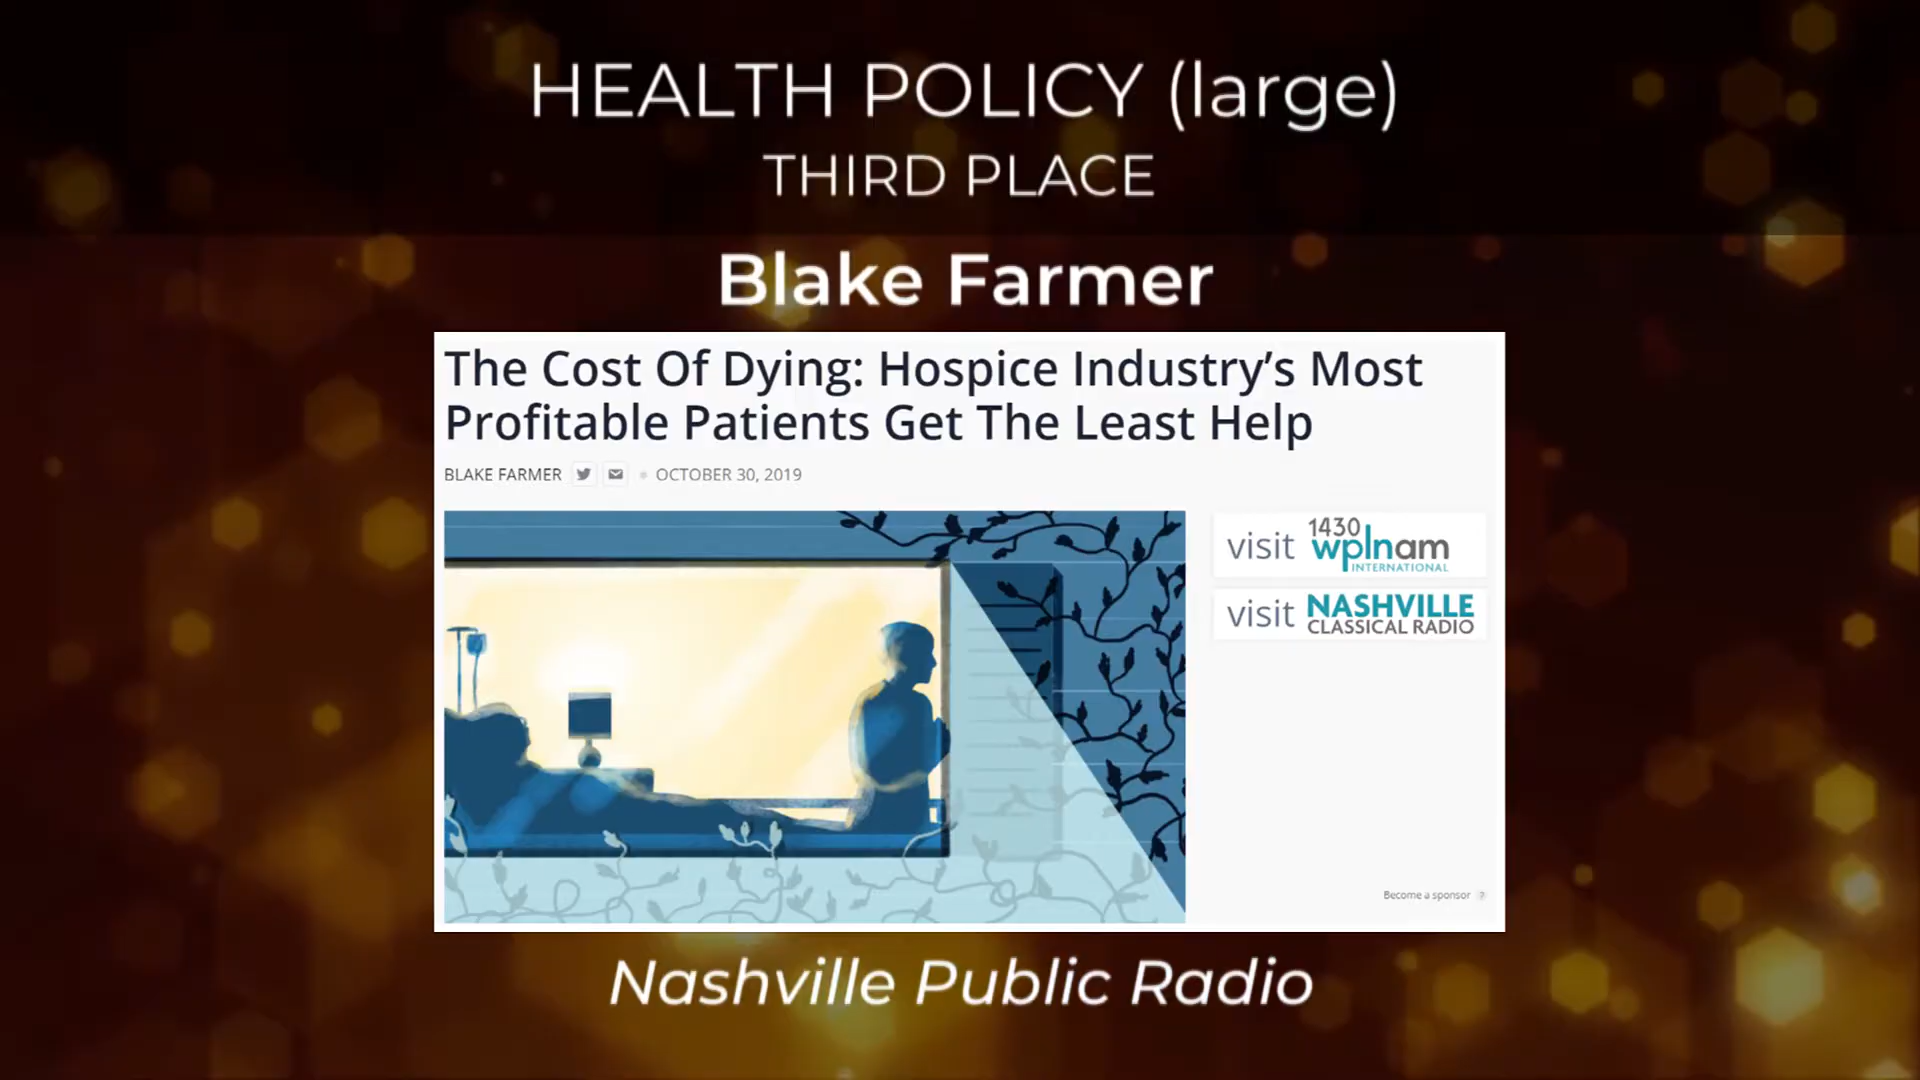 HEALTH POLICY (large)
THIRD PLACE
Blake Farmer
The Cost Of Dying: Hospice Industry’s Most
Profitable Patients Get The Least Help
BLAKE FARMER OCTOBER 30, 2019
visit 1430 wplnam INTERNATIONAL
visit NASHVILLE CLASSICAL RADIO
Become a sponsor ?
Nashville Public Radio